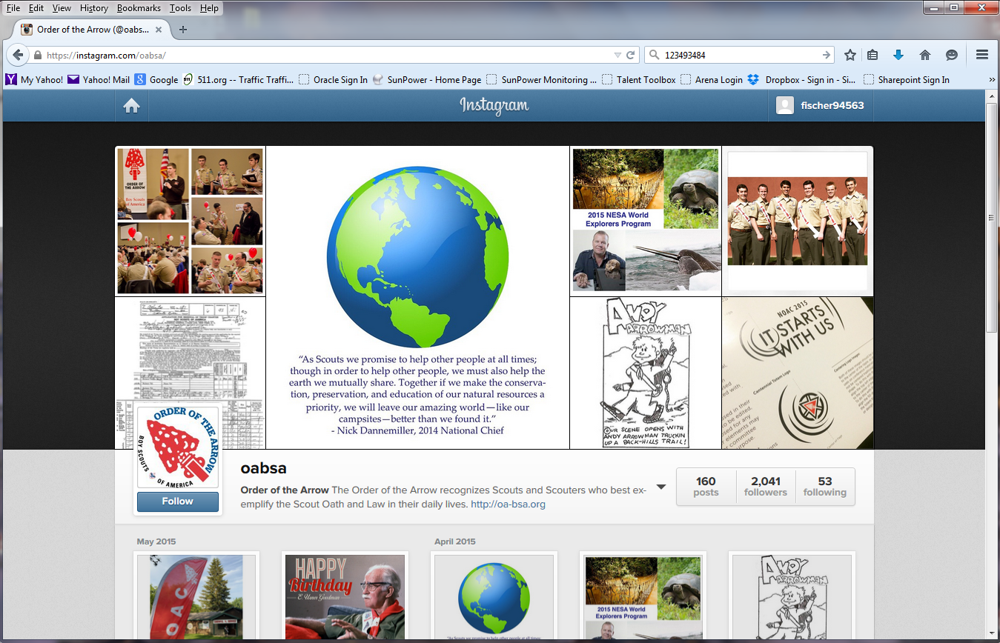 File Edit View History Bookmarks Tools Help
Order of the Arrow (@oabs...
https://instagram.com/oabsa/
123493484
My Yahoo! Yahoo! Mail Google 511.org -- Traffic Traffi... Oracle Sign In SunPower - Home Page SunPower Monitoring ... Talent Toolbox Arena Login Dropbox - Sign in - Si... Sharepoint Sign In
Instagram
fischer94563
ORDER OF
THE ARROW
Boy Scouts
of America
2015 NESA World
Explorers Program
“As Scouts we promise to help other people at all times;
though in order to help other people, we must also help the
earth we mutually share. Together if we make the conserva-
tion, preservation, and education of our natural resources a
priority, we will leave our amazing world—like our
campsites—better than we found it.”
- Nick Dannemiller, 2014 National Chief
ANDY
ARROWMAN
OUR SCENE OPENS WITH
ANDY ARROWMAN TRUCKIN
UP A BACK-HILLS TRAIL!
NOAC 2015
IT STARTS
WITH US
Centennial Totem Logo
ORDER OF THE ARROW
BOY SCOUTS OF AMERICA
Follow
oabsa
Order of the Arrow The Order of the Arrow recognizes Scouts and Scouters who best ex-
emplify the Scout Oath and Law in their daily lives. http://oa-bsa.org
160 posts
2,041 followers
53 following
May 2015
April 2015
OAC
HAPPY
Birthday
E. Urner Goodman
2015 NESA World
Explorers Program
ANDY
ARROWMAN
“As Scouts we promise to help other people at all times;